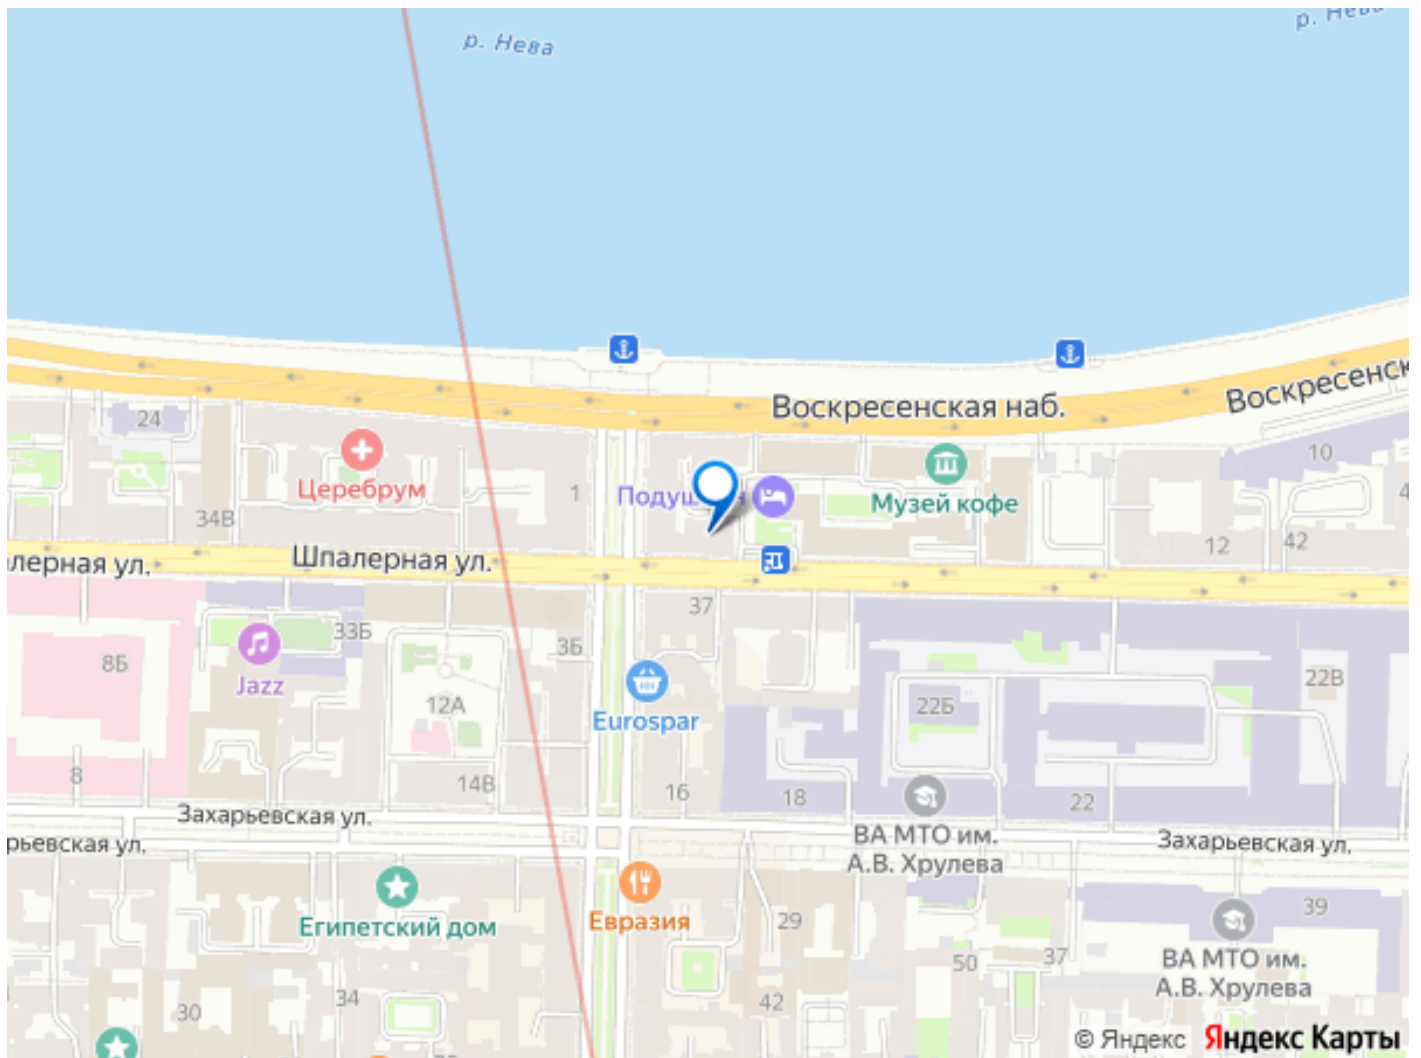 р. Нева
р. Нева
Воскресенская наб.
Воскресенск
24
10
Церебрум
1
Музей кофе
34В
12
42
лерная ул.
Шпалерная ул.
37
33Б
3Б
8Б
Jazz
12А
Eurospar
22Б
22В
8
14В
16
18
22
Захарьевская ул.
рьевская ул.
ВА МТО им.
А.В. Хрулева
Захарьевская ул.
Египетский дом
Евразия
29
39
50
37
ВА МТО им.
А.В. Хрулева
34
42
30
© Яндекс Яндекс Карты